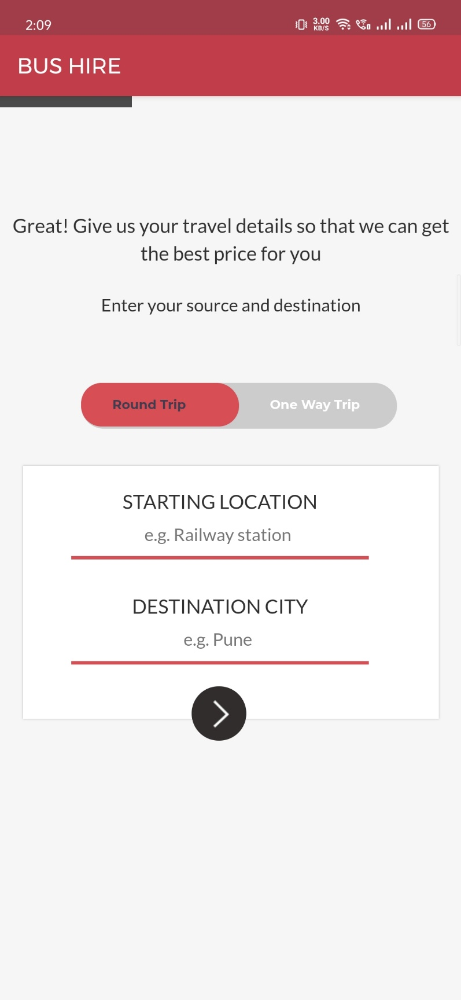 2:09
3.00
KB/S
56
BUS HIRE
Great! Give us your travel details so that we can get
the best price for you
Enter your source and destination
Round Trip
One Way Trip
STARTING LOCATION
e.g. Railway station
DESTINATION CITY
e.g. Pune